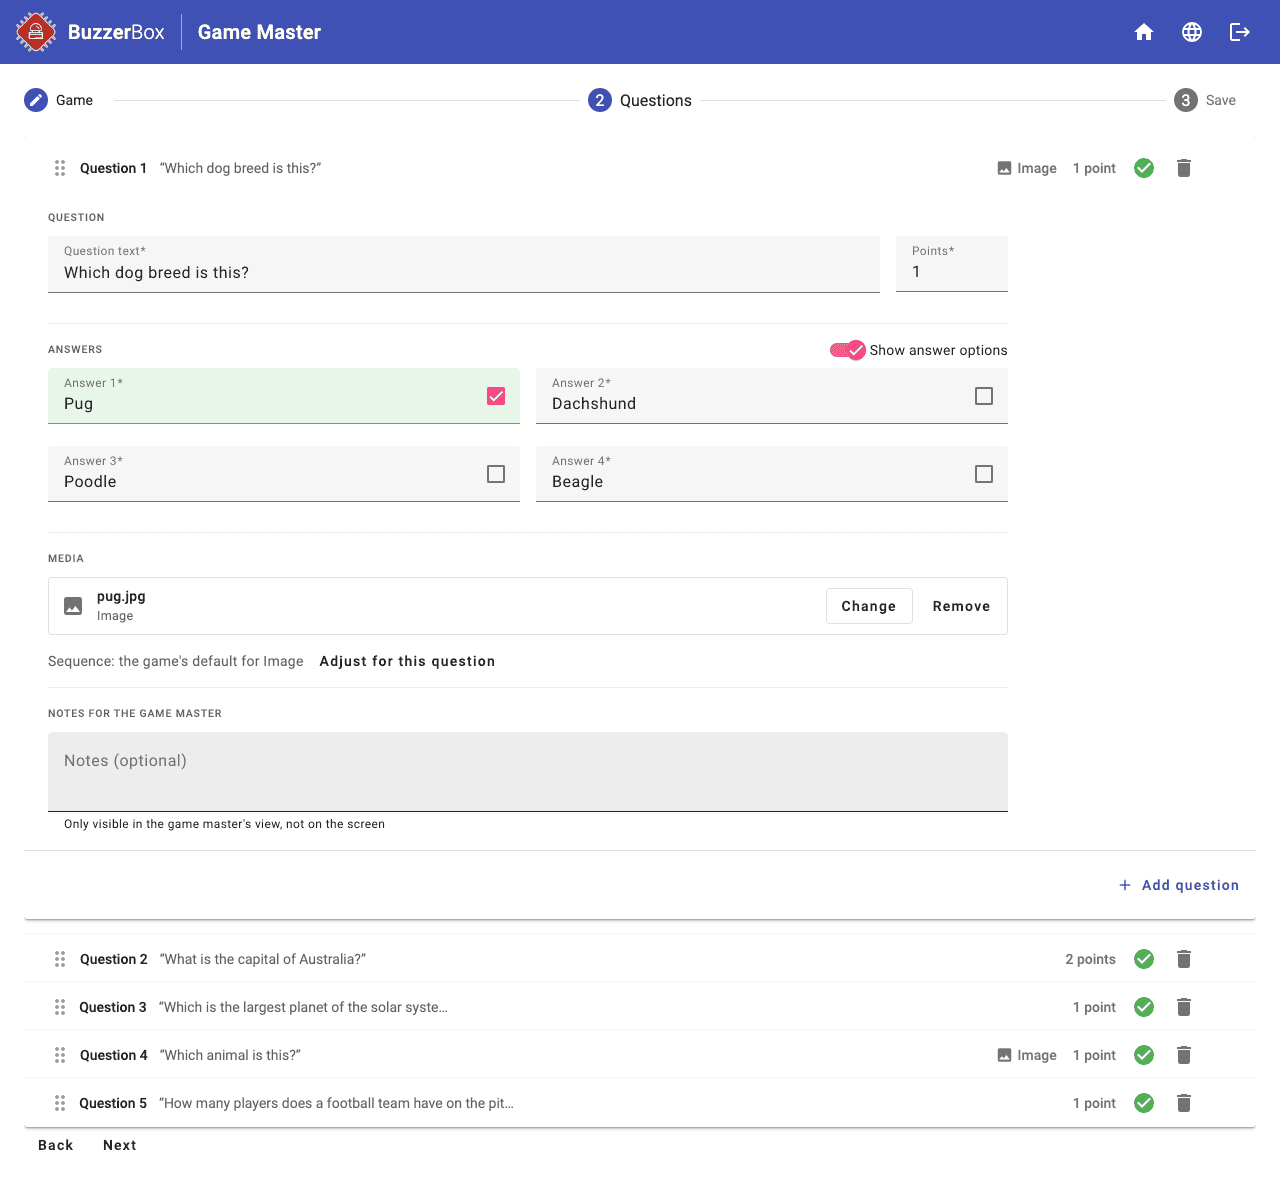 BuzzerBox Game Master
Game
2 Questions
3 Save
Question 1 “Which dog breed is this?” Image 1 point
QUESTION
Question text*
Which dog breed is this?
Points*
1
ANSWERS
Show answer options
Answer 1*
Pug
Answer 2*
Dachshund
Answer 3*
Poodle
Answer 4*
Beagle
MEDIA
pug.jpg
Image
Change Remove
Sequence: the game's default for Image Adjust for this question
NOTES FOR THE GAME MASTER
Notes (optional)
Only visible in the game master's view, not on the screen
+ Add question
Question 2 “What is the capital of Australia?” 2 points
Question 3 “Which is the largest planet of the solar syste… 1 point
Question 4 “Which animal is this?” Image 1 point
Question 5 “How many players does a football team have on the pit… 1 point
Back Next